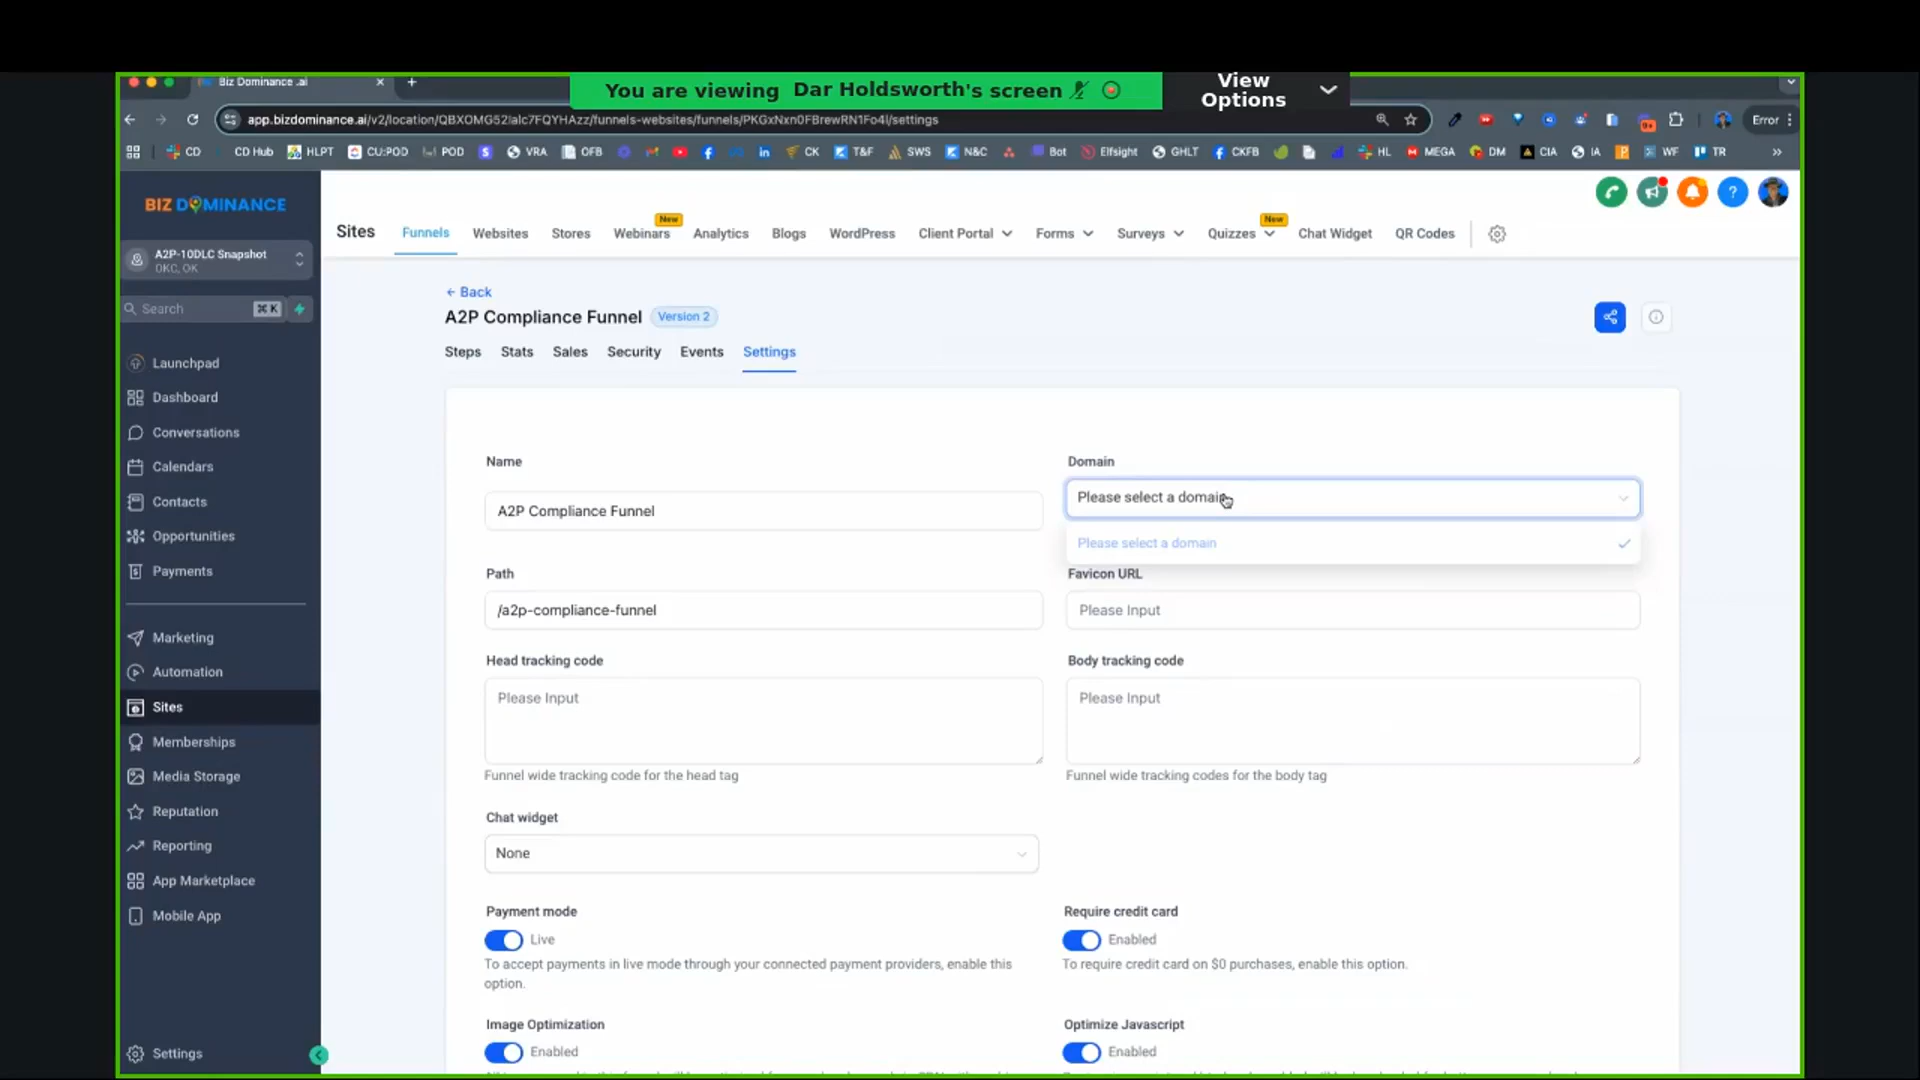 Biz Dominance .ai
You are viewing Dar Holdsworth's screen
View Options
app.bizdominance.ai/v2/location/QBXOMG52Ialc7FQYHAzz/funnels-websites/funnels/PKGxNxn0FBrewRN1Fo4l/settings
Error
CD
CD Hub
HLPT
CU:POD
POD
VRA
OFB
CK
T&F
SWS
N&C
Bot
Elfsight
GHLT
CKFB
HL
MEGA
DM
CIA
IA
WF
TR
BIZ DOMINANCE
A2P-10DLC Snapshot
OKC, OK
Search
⌘ K
Launchpad
Dashboard
Conversations
Calendars
Contacts
Opportunities
Payments
Marketing
Automation
Sites
Memberships
Media Storage
Reputation
Reporting
App Marketplace
Mobile App
Settings
Sites
Funnels
Websites
Stores
Webinars
New
Analytics
Blogs
WordPress
Client Portal
Forms
Surveys
Quizzes
New
Chat Widget
QR Codes
← Back
A2P Compliance Funnel
Version 2
Steps
Stats
Sales
Security
Events
Settings
Name
A2P Compliance Funnel
Domain
Please select a domain
Please select a domain
Path
/a2p-compliance-funnel
Favicon URL
Please Input
Head tracking code
Please Input
Funnel wide tracking code for the head tag
Body tracking code
Please Input
Funnel wide tracking codes for the body tag
Chat widget
None
Payment mode
Live
To accept payments in live mode through your connected payment providers, enable this
option.
Require credit card
Enabled
To require credit card on $0 purchases, enable this option.
Image Optimization
Enabled
Optimize Javascript
Enabled